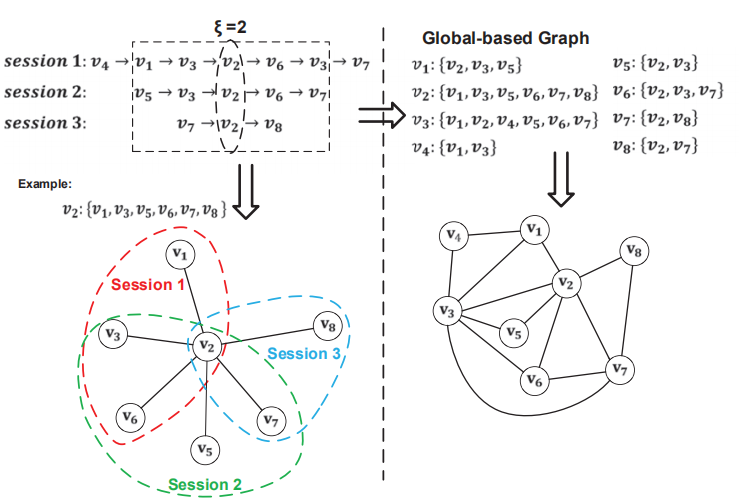 ξ=2
session 1: v₄ → v₁ → v₃ → v₂ → v₆ → v₃ → v₇
session 2: v₅ → v₃ → v₂ → v₆ → v₇
session 3: v₇ → v₂ → v₈
Example:
v₂: {v₁, v₃, v₅, v₆, v₇, v₈}
v₁
Session 1
v₃
v₈
v₂
Session 3
v₆
v₇
v₅
Session 2
Global-based Graph
v₁: {v₂, v₃, v₅}
v₂: {v₁, v₃, v₅, v₆, v₇, v₈}
v₃: {v₁, v₂, v₄, v₅, v₆, v₇}
v₄: {v₁, v₃}
v₅: {v₂, v₃}
v₆: {v₂, v₃, v₇}
v₇: {v₂, v₈}
v₈: {v₂, v₇}
v₄
v₁
v₈
v₂
v₃
v₅
v₆
v₇